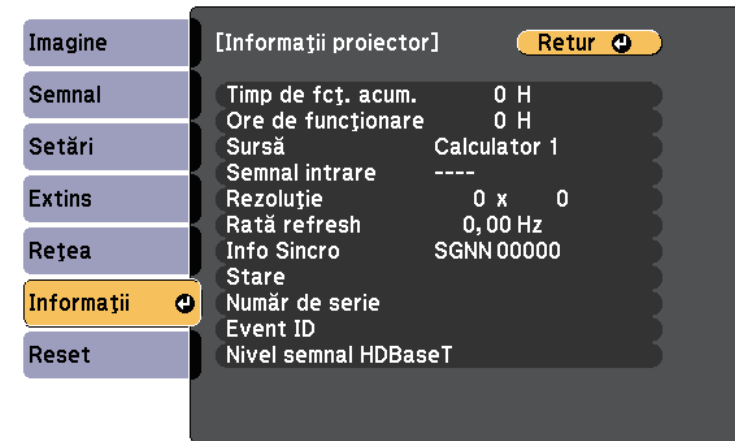 Imagine
Semnal
Setări
Extins
Reţea
Informaţii
Reset
[Informaţii proiector] Retur
Timp de fcţ. acum. 0 H
Ore de funcţionare 0 H
Sursă Calculator 1
Semnal intrare ----
Rezoluţie 0 x 0
Rată refresh 0,00 Hz
Info Sincro SGNN 00000
Stare
Număr de serie
Event ID
Nivel semnal HDBaseT